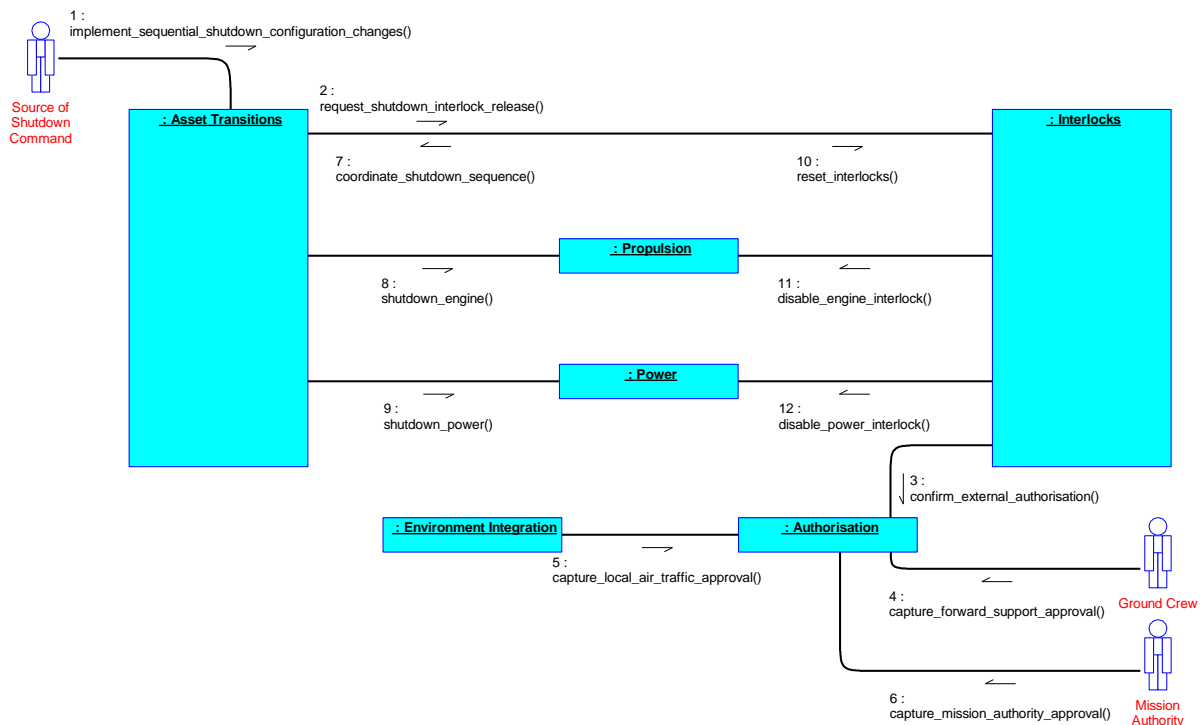 1 :
implement_sequential_shutdown_configuration_changes()
Source of
Shutdown
Command
2 :
request_shutdown_interlock_release()
: Asset Transitions
: Interlocks
7 :
coordinate_shutdown_sequence()
10 :
reset_interlocks()
: Propulsion
8 :
shutdown_engine()
11 :
disable_engine_interlock()
: Power
9 :
shutdown_power()
12 :
disable_power_interlock()
3 :
confirm_external_authorisation()
: Environment Integration
: Authorisation
5 :
capture_local_air_traffic_approval()
4 :
capture_forward_support_approval()
Ground Crew
6 :
capture_mission_authority_approval()
Mission
Authority